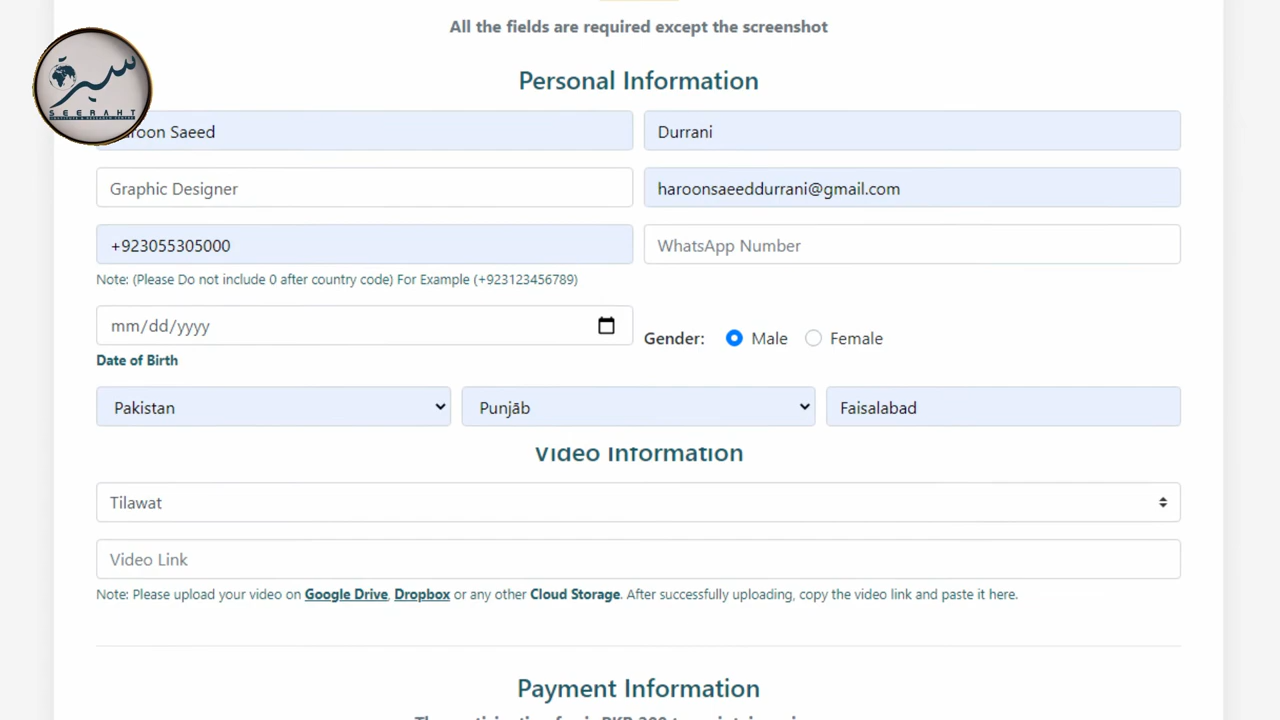 All the fields are required except the screenshot
Personal Information
سيرة
SEERAHT
roon Saeed
Durrani
Graphic Designer
haroonsaeeddurrani@gmail.com
+923055305000
WhatsApp Number
Note: (Please Do not include 0 after country code) For Example (+923123456789)
mm/dd/yyyy
Gender: Male Female
Date of Birth
Pakistan
Punjāb
Faisalabad
Video Information
Tilawat
Video Link
Note: Please upload your video on Google Drive, Dropbox or any other Cloud Storage. After successfully uploading, copy the video link and paste it here.
Payment Information